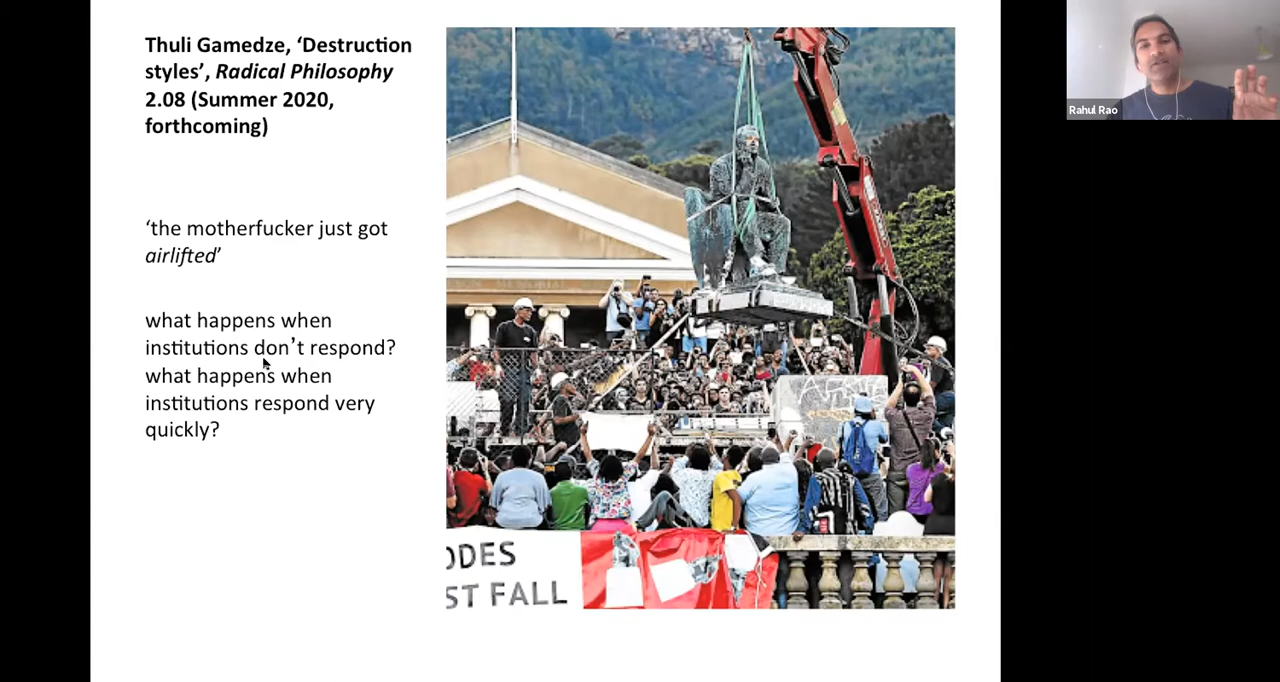 Thuli Gamedze, ‘Destruction
styles’, Radical Philosophy
2.08 (Summer 2020,
forthcoming)
‘the motherfucker just got
airlifted’
what happens when
institutions don’t respond?
what happens when
institutions respond very
quickly?
ODES
ST FALL
Rahul Rao